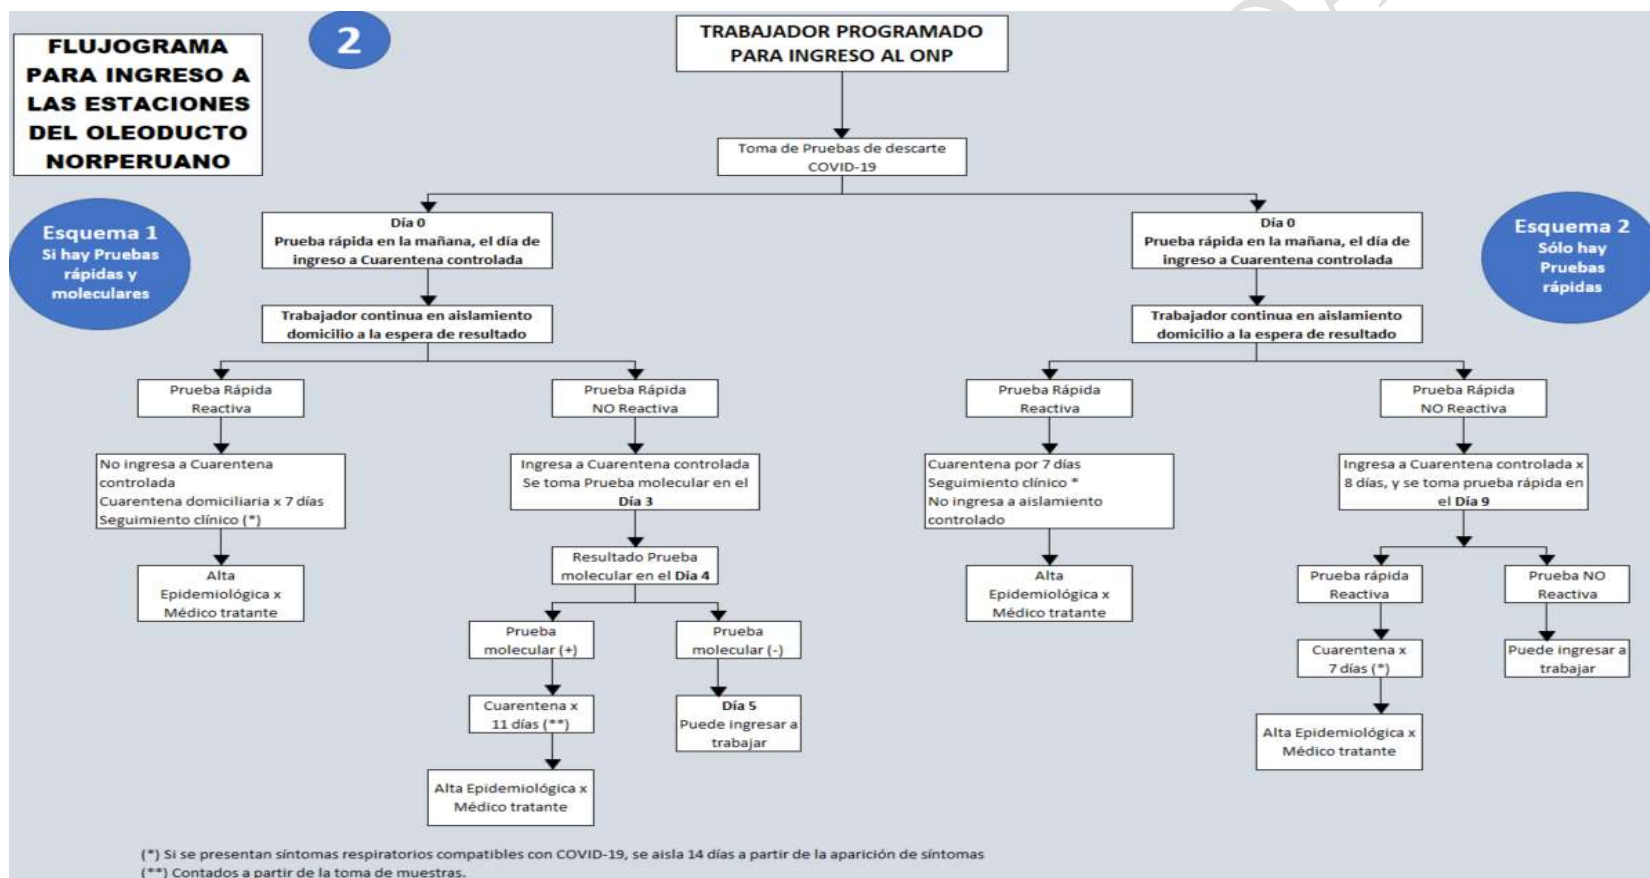 FLUJOGRAMA
PARA INGRESO A
LAS ESTACIONES
DEL OLEODUCTO
NORPERUANO
2
TRABAJADOR PROGRAMADO
PARA INGRESO AL ONP
Toma de Pruebas de descarte
COVID-19
Esquema 1
Si hay Pruebas
rápidas y
moleculares
Día 0
Prueba rápida en la mañana, el día de
ingreso a Cuarentena controlada
Trabajador continua en aislamiento
domicilio a la espera de resultado
Prueba Rápida
Reactiva
No ingresa a Cuarentena
controlada
Cuarentena domiciliaria x 7 días
Seguimiento clínico (*)
Alta
Epidemiológica x
Médico tratante
Prueba Rápida
NO Reactiva
Ingresa a Cuarentena controlada
Se toma Prueba molecular en el
Día 3
Resultado Prueba
molecular en el Día 4
Prueba
molecular (+)
Cuarentena x
11 días (**)
Alta Epidemiológica x
Médico tratante
Prueba
molecular (-)
Día 5
Puede ingresar a
trabajar
Esquema 2
Sólo hay
Pruebas
rápidas
Día 0
Prueba rápida en la mañana, el día de
ingreso a Cuarentena controlada
Trabajador continua en aislamiento
domicilio a la espera de resultado
Prueba Rápida
Reactiva
Cuarentena por 7 días
Seguimiento clínico *
No ingresa a aislamiento
controlado
Alta
Epidemiológica x
Médico tratante
Prueba Rápida
NO Reactiva
Ingresa a Cuarentena controlada x
8 días, y se toma prueba rápida en
el Día 9
Prueba rápida
Reactiva
Cuarentena x
7 días (*)
Alta Epidemiológica x
Médico tratante
Prueba NO
Reactiva
Puede ingresar a
trabajar
(*) Si se presentan síntomas respiratorios compatibles con COVID-19, se aisla 14 días a partir de la aparición de síntomas
(**) Contados a partir de la toma de muestras.